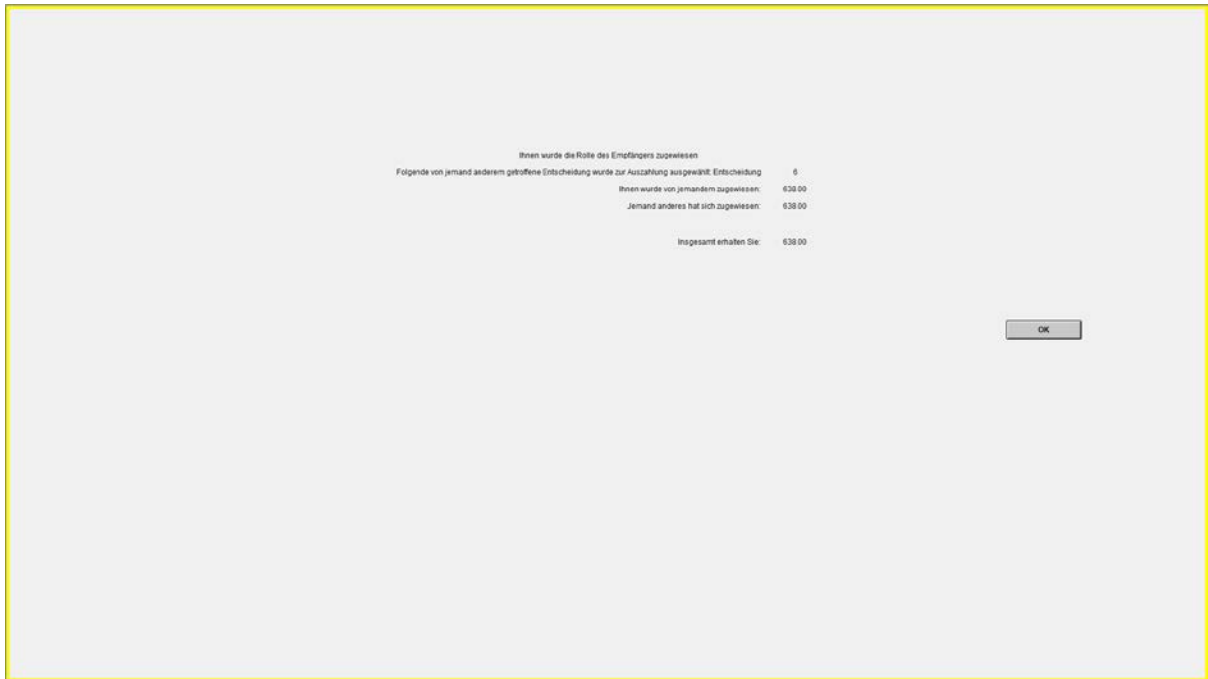 Ihnen wurde die Rolle des Empfängers zugewiesen
Folgende von jemand anderem getroffene Entscheidung wurde zur Auszahlung ausgewählt: Entscheidung 6
Ihnen wurde von jemandem zugewiesen: 638.00
Jemand anderes hat sich zugewiesen: 638.00
Insgesamt erhalten Sie: 638.00
OK